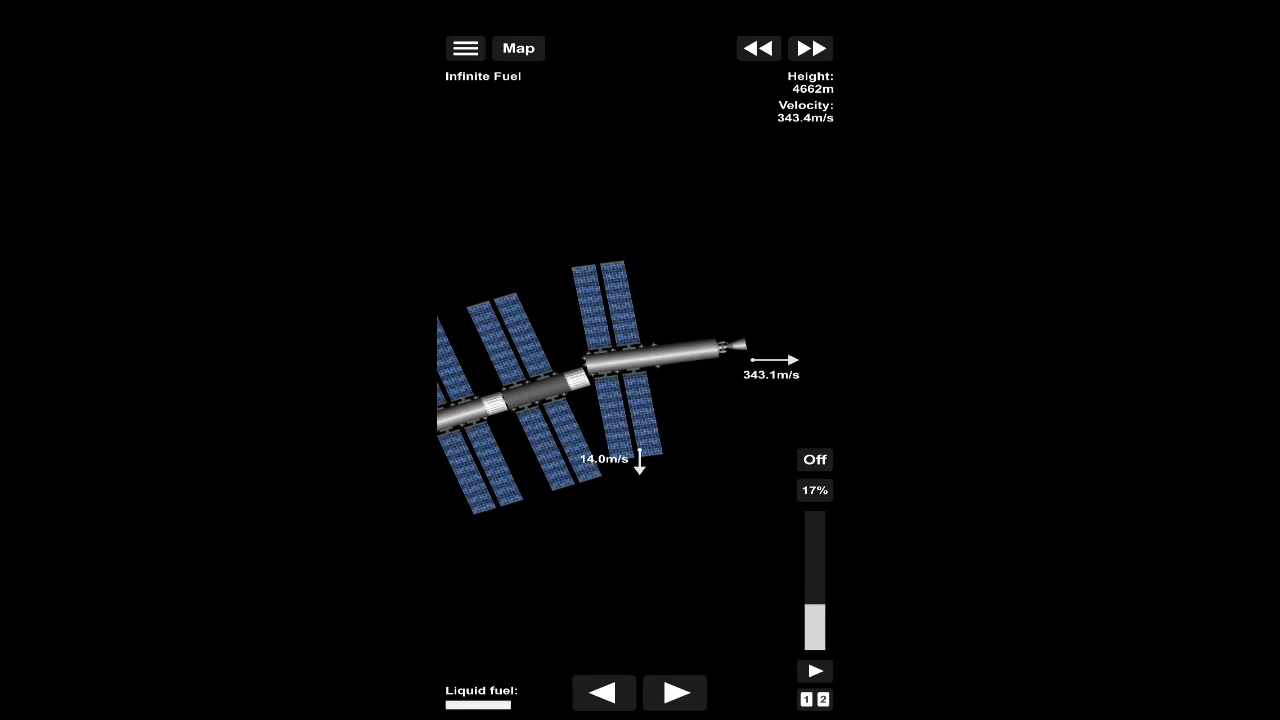 Map
Infinite Fuel
Height:
4662m
Velocity:
343.4m/s
343.1m/s
14.0m/s
Off
17%
Liquid fuel:
1 2